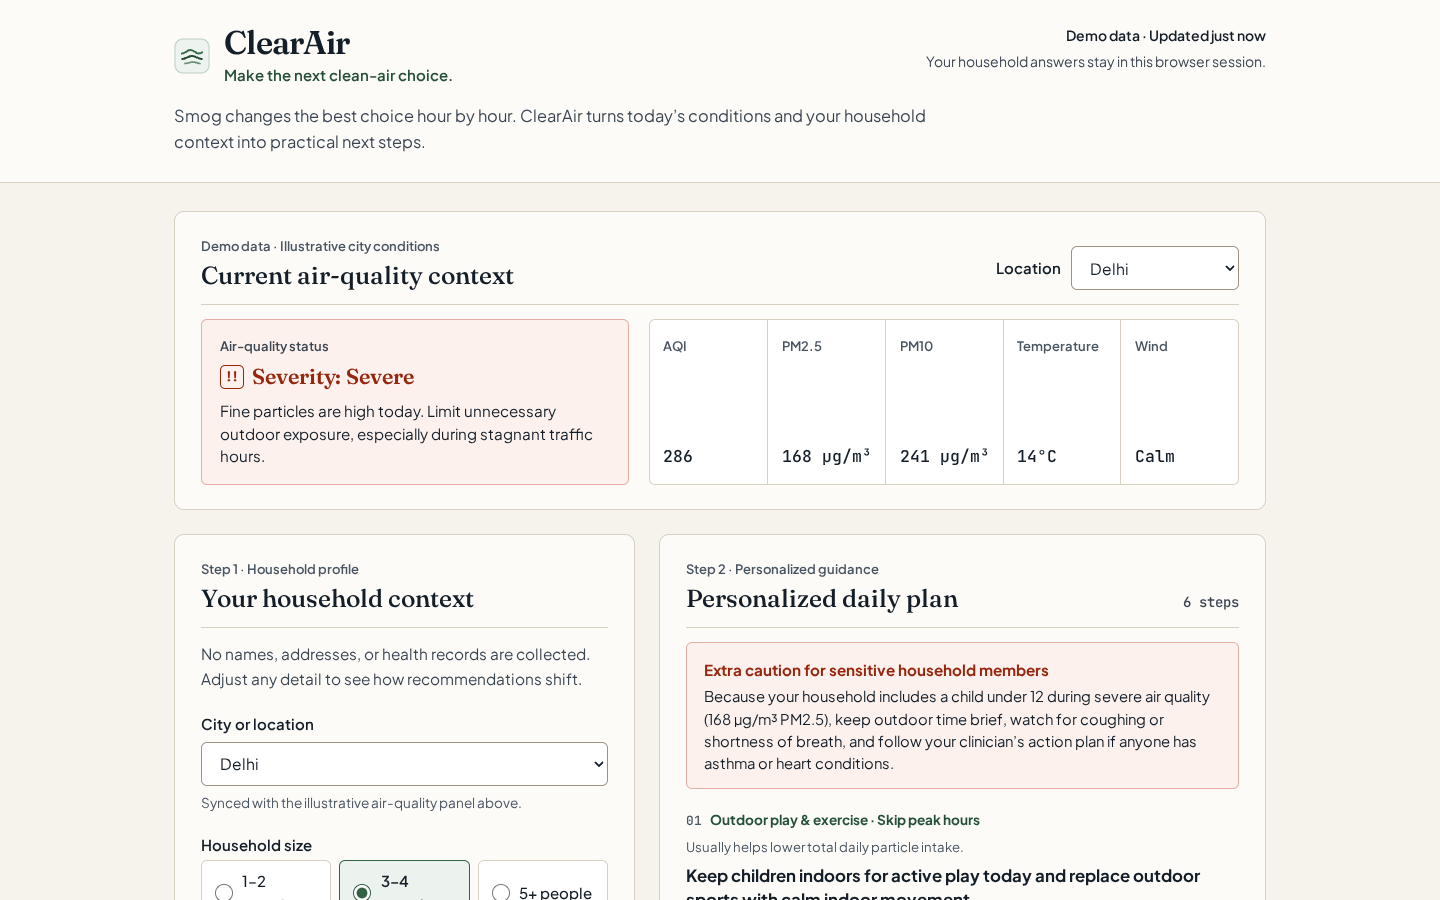 ClearAir
Make the next clean-air choice.
Demo data · Updated just now
Your household answers stay in this browser session.
Smog changes the best choice hour by hour. ClearAir turns today’s conditions and your household
context into practical next steps.
Demo data · Illustrative city conditions
Current air-quality context
Location
Delhi
Air-quality status
!! Severity: Severe
Fine particles are high today. Limit unnecessary
outdoor exposure, especially during stagnant traffic
hours.
AQI
286
PM2.5
168 µg/m³
PM10
241 µg/m³
Temperature
14°C
Wind
Calm
Step 1 · Household profile
Your household context
No names, addresses, or health records are collected.
Adjust any detail to see how recommendations shift.
City or location
Delhi
Synced with the illustrative air-quality panel above.
Household size
1–2
3–4
5+ people
Step 2 · Personalized guidance
Personalized daily plan
6 steps
Extra caution for sensitive household members
Because your household includes a child under 12 during severe air quality
(168 µg/m³ PM2.5), keep outdoor time brief, watch for coughing or
shortness of breath, and follow your clinician’s action plan if anyone has
asthma or heart conditions.
01 Outdoor play & exercise · Skip peak hours
Usually helps lower total daily particle intake.
Keep children indoors for active play today and replace outdoor
sports with calm indoor movement.